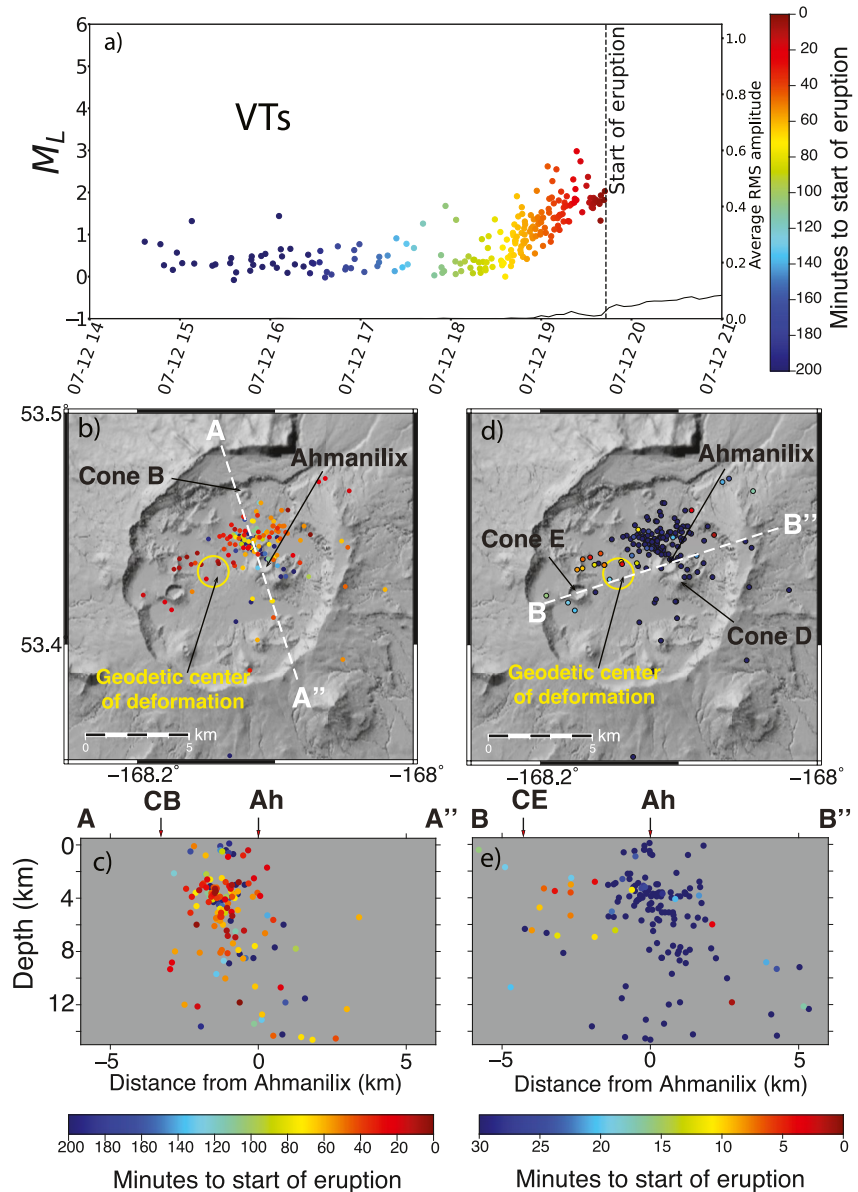 a)
VTs
M_L
6
5
4
3
2
1
0
−1
07-12 14
07-12 15
07-12 16
07-12 17
07-12 18
07-12 19
07-12 20
07-12 21
Start of eruption
1.0
0.8
0.6
0.4
0.2
0.0
Average RMS amplitude
0
20
40
60
80
100
120
140
160
180
200
Minutes to start of eruption
53.5°
53.4
b)
A
Cone B
Ahmanilix
Geodetic center
of deformation
A''
0 5 km
−168.2° −168°
d)
Ahmanilix
Cone E
B''
B
Cone D
Geodetic center
of deformation
0 5 km
−168.2° −168°
A CB Ah A''
c)
0
4
8
12
Depth (km)
−5 0 5
Distance from Ahmanilix (km)
B CE Ah B''
e)
−5 0 5
Distance from Ahmanilix (km)
200 180 160 140 120 100 80 60 40 20 0
Minutes to start of eruption
30 25 20 15 10 5 0
Minutes to start of eruption